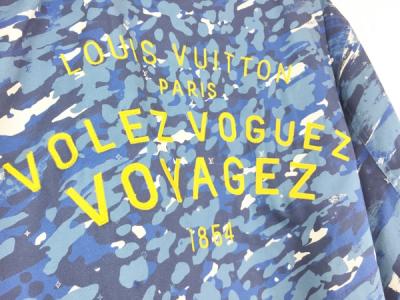 LOUIS VUITTON
PARIS
VOLEZ VOGUEZ
VOYAGEZ
1854